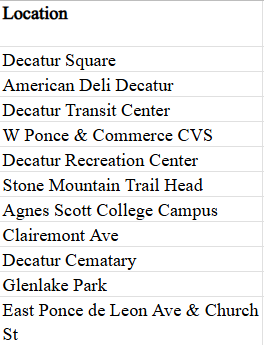 Location
Decatur Square
American Deli Decatur
Decatur Transit Center
W Ponce & Commerce CVS
Decatur Recreation Center
Stone Mountain Trail Head
Agnes Scott College Campus
Clairemont Ave
Decatur Cematary
Glenlake Park
East Ponce de Leon Ave & Church
St